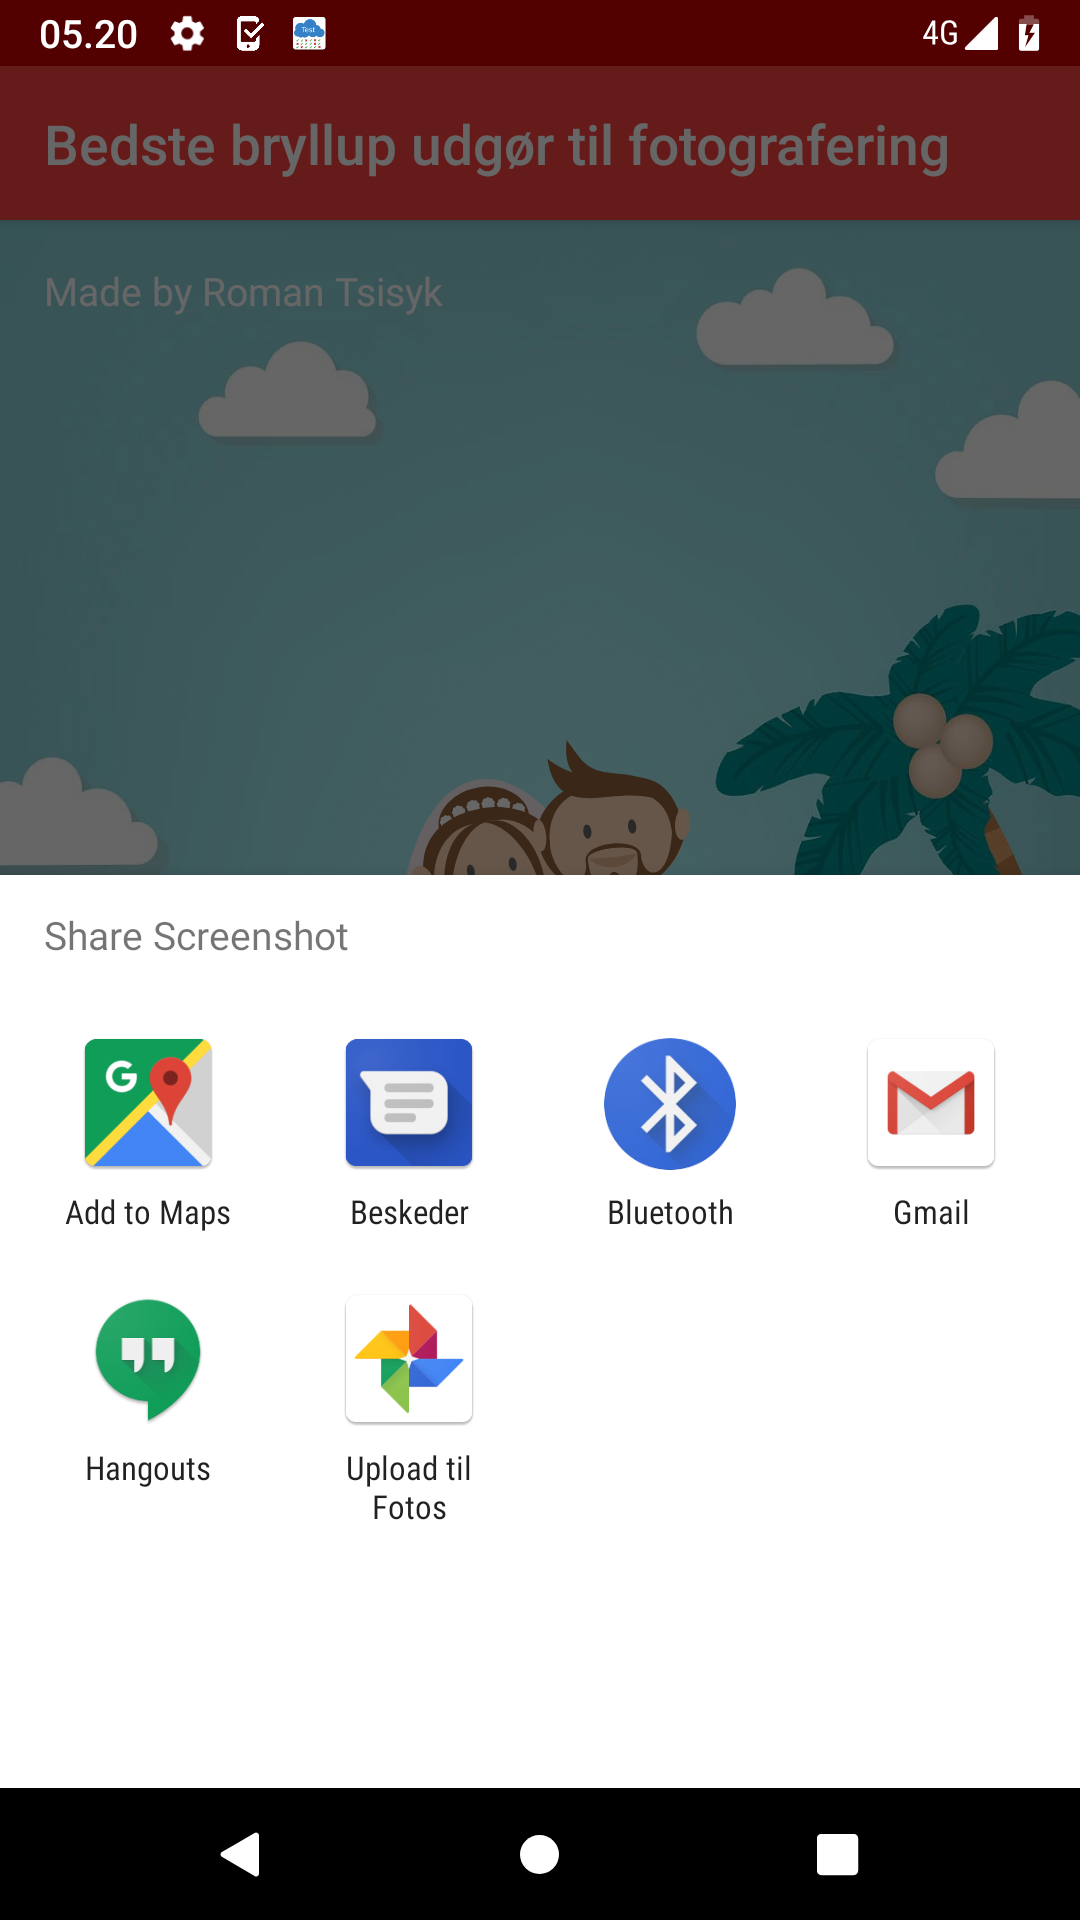 05.20
4G
Bedste bryllup udgør til fotografering
Made by Roman Tsisyk
Share Screenshot
Add to Maps
Beskeder
Bluetooth
Gmail
Hangouts
Upload til
Fotos